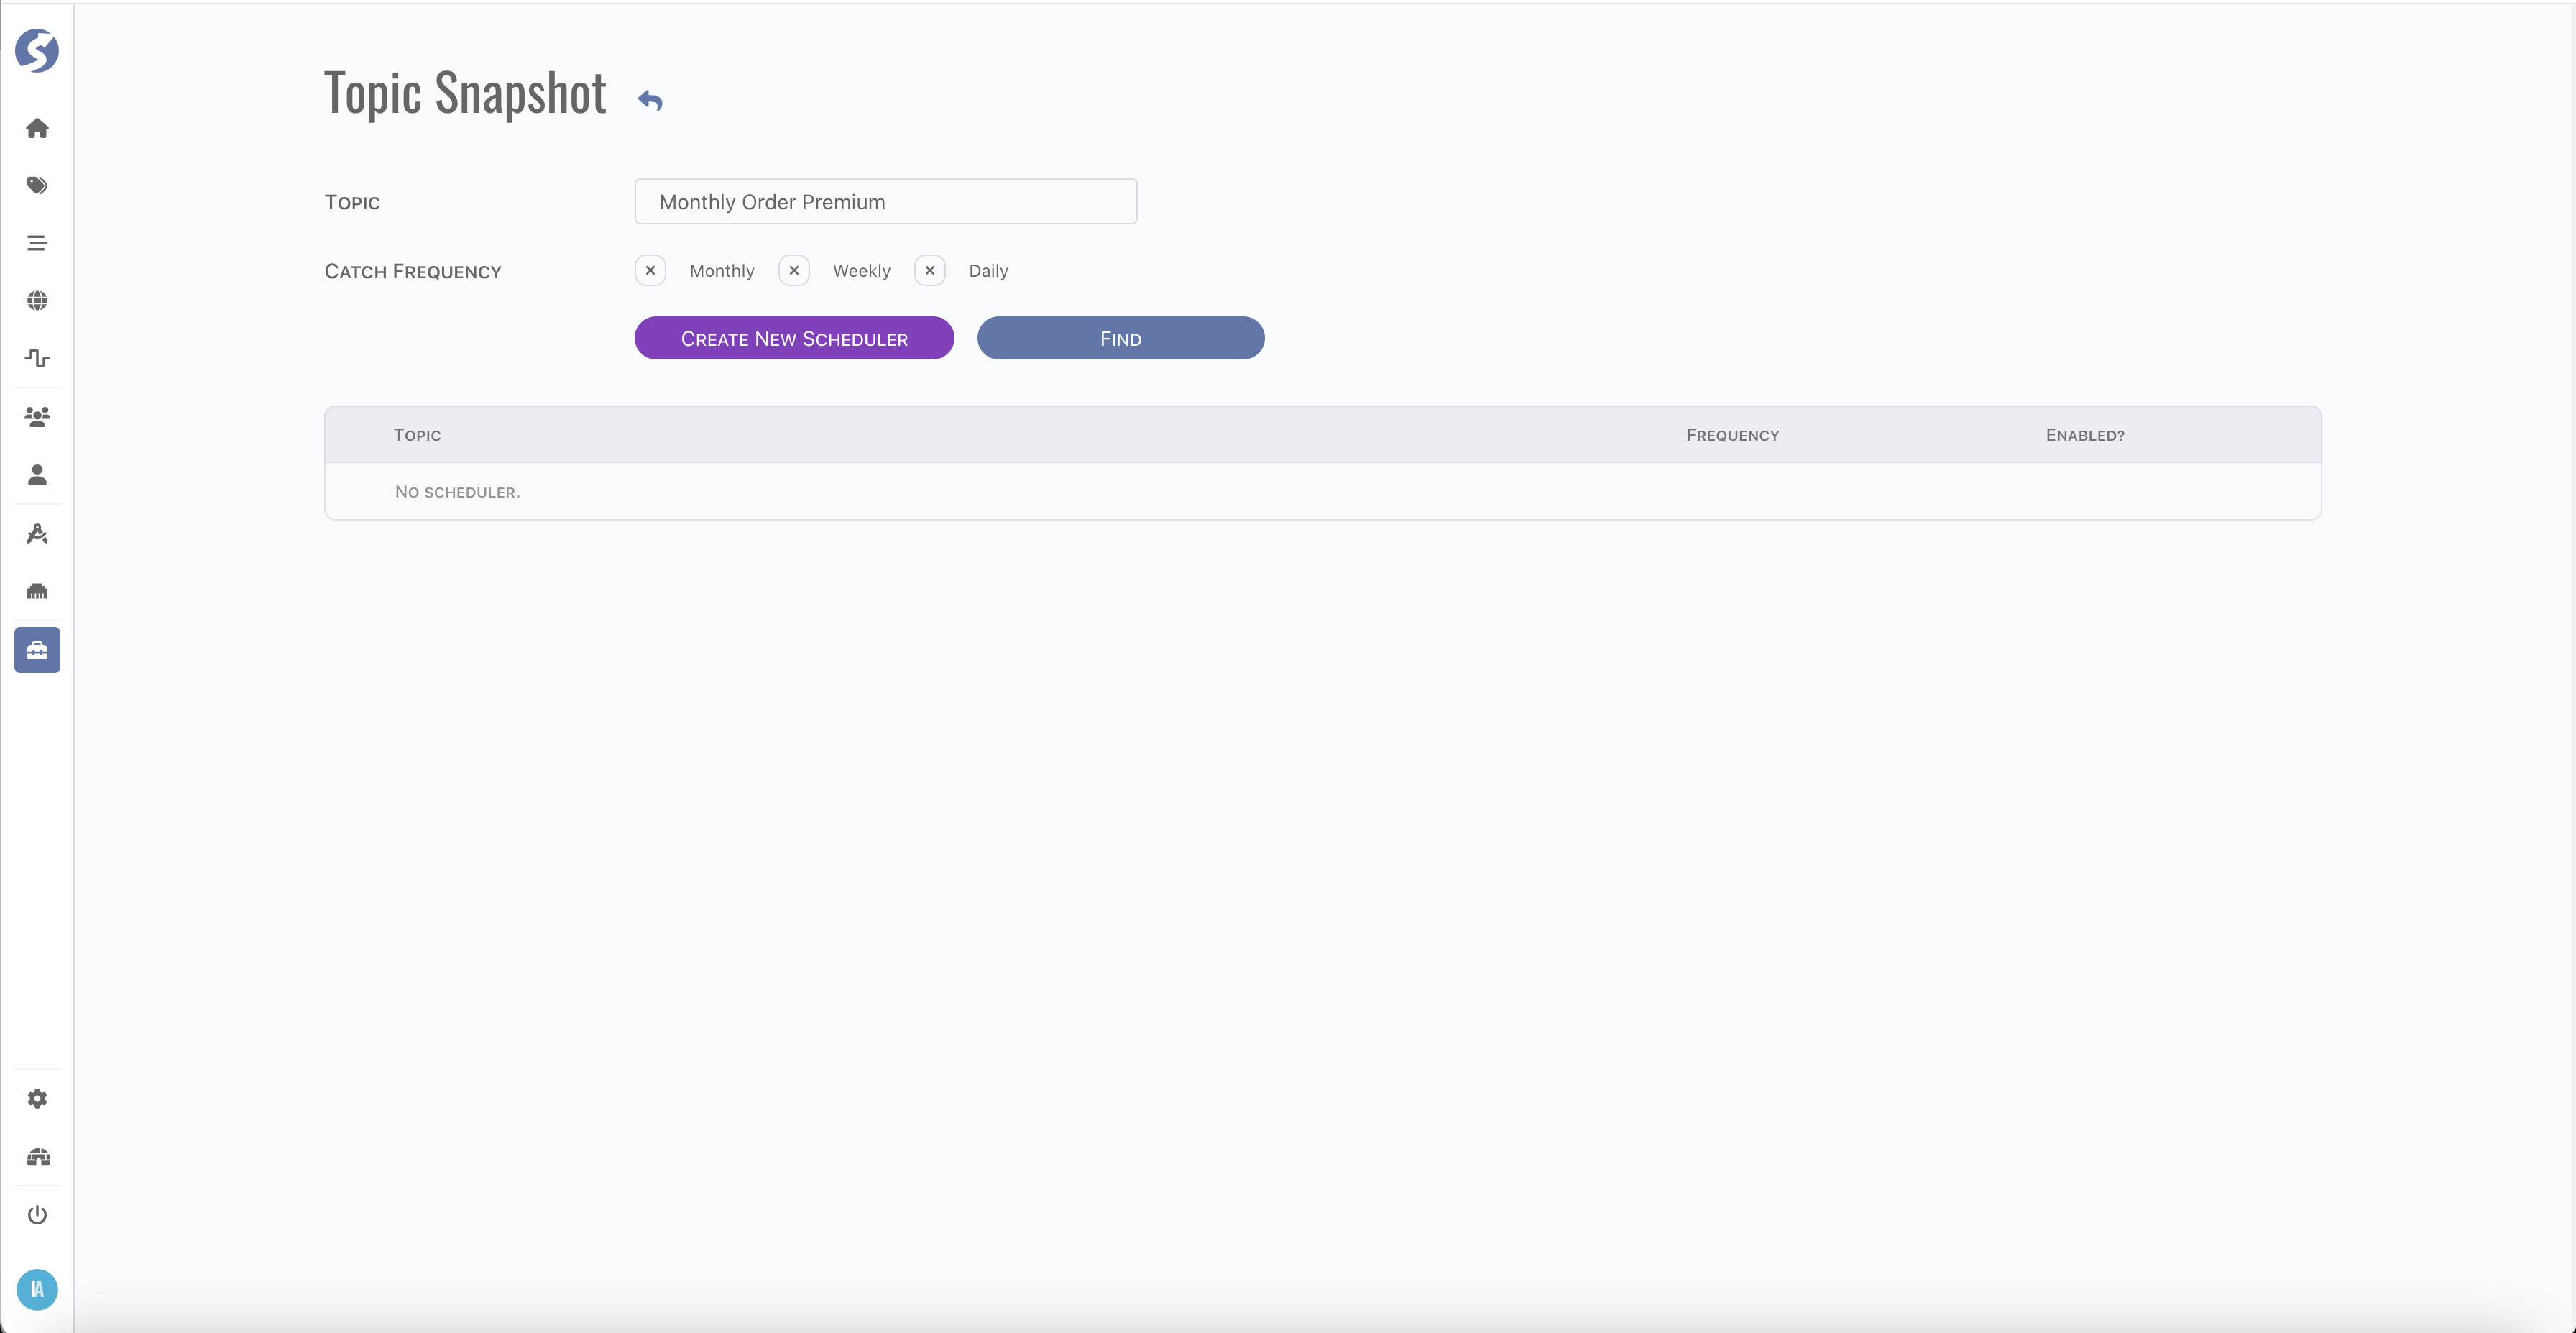 Topic Snapshot
TOPIC
Monthly Order Premium
CATCH FREQUENCY
Monthly
Weekly
Daily
CREATE NEW SCHEDULER
FIND
TOPIC
FREQUENCY
ENABLED?
NO SCHEDULER.
IA